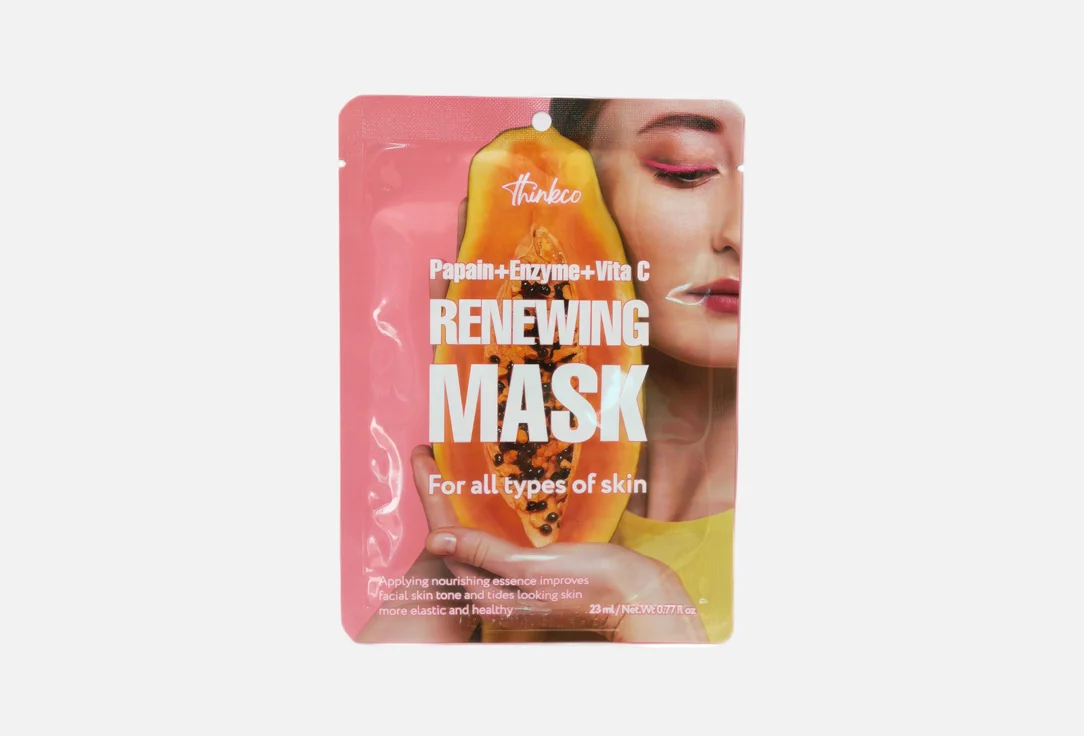 thinkco
Papain+Enzyme+Vita C
RENEWING
MASK
For all types of skin
Applying nourishing essence improves
facial skin tone and tides looking skin
more elastic and healthy
23 ml / Net.Wt: 0.77 fl oz